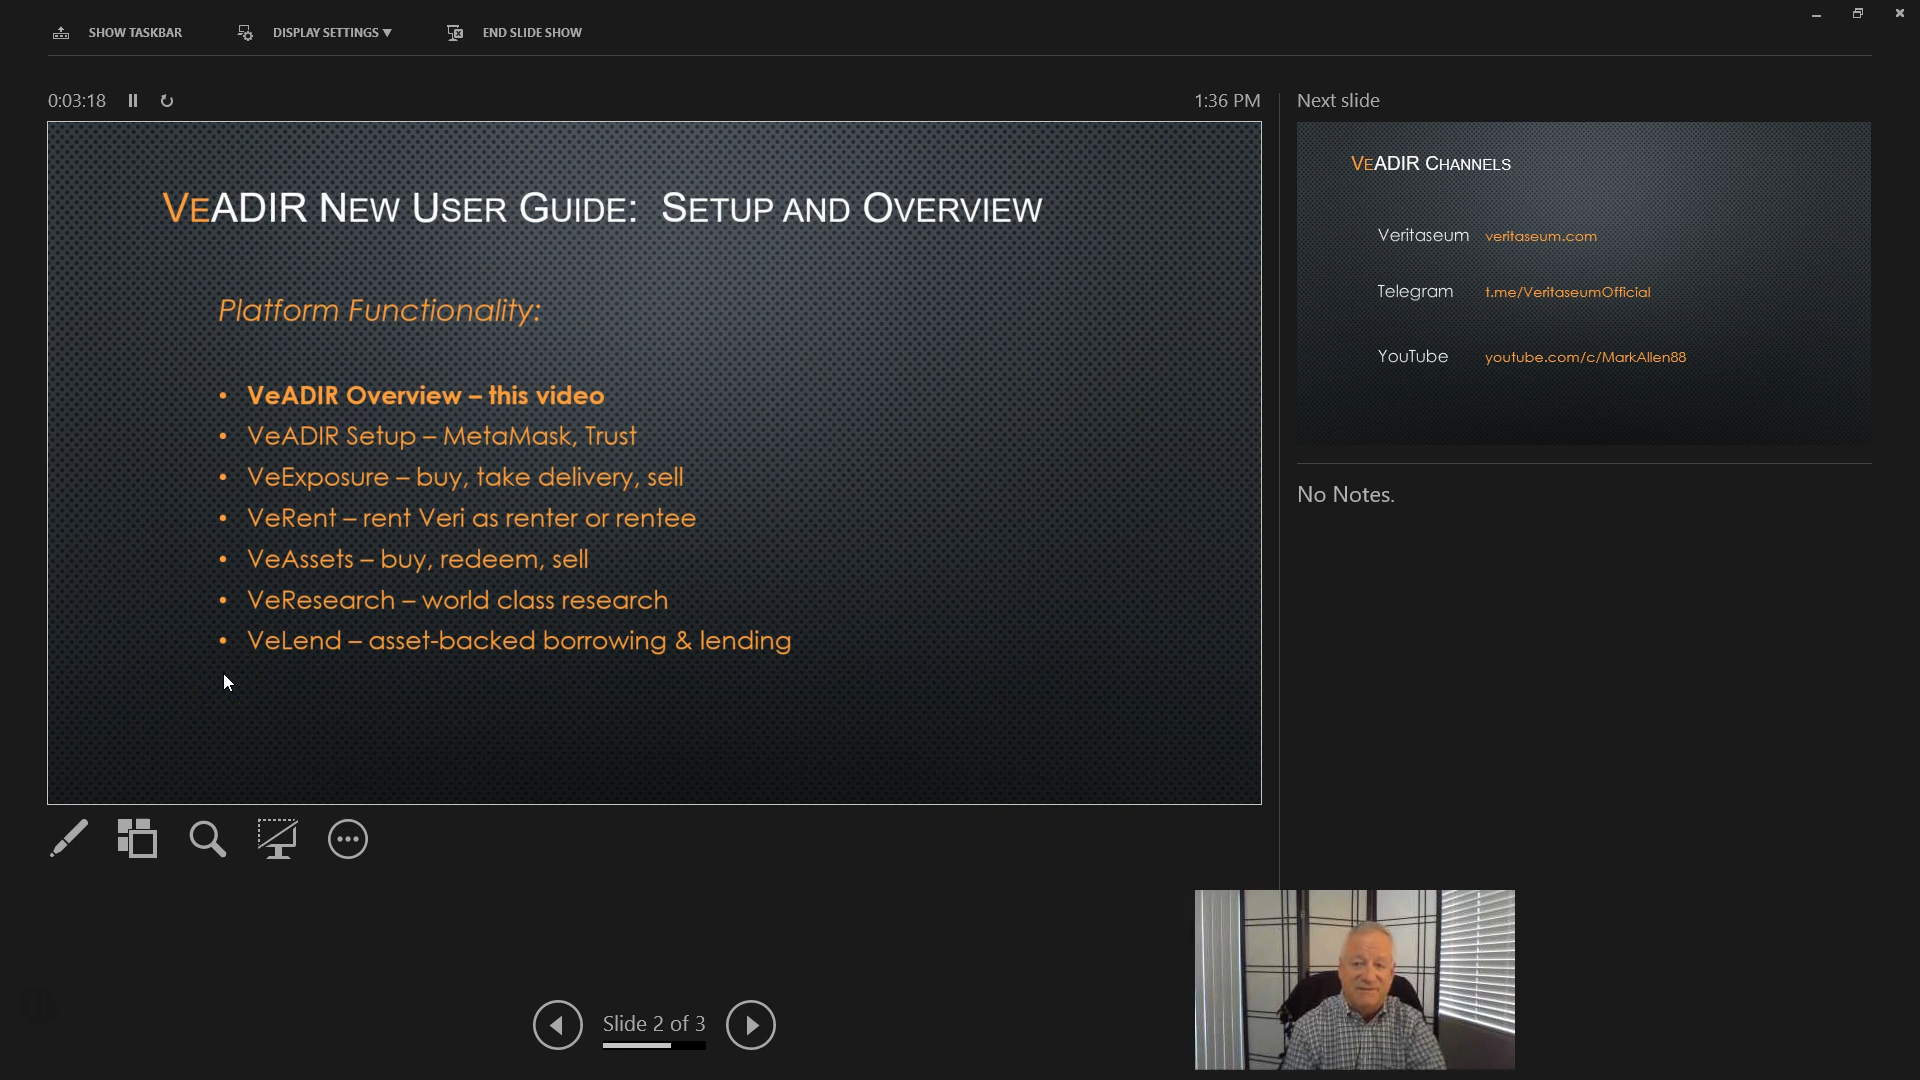 SHOW TASKBAR
DISPLAY SETTINGS ▼
END SLIDE SHOW
0:03:18
1:36 PM
VeADIR New User Guide: Setup and Overview
Platform Functionality:
• VeADIR Overview – this video
• VeADIR Setup – MetaMask, Trust
• VeExposure – buy, take delivery, sell
• VeRent – rent Veri as renter or rentee
• VeAssets – buy, redeem, sell
• VeResearch – world class research
• VeLend – asset-backed borrowing & lending
Next slide
VeADIR Channels
Veritaseum veritaseum.com
Telegram t.me/VeritaseumOfficial
YouTube youtube.com/c/MarkAllen88
No Notes.
Slide 2 of 3